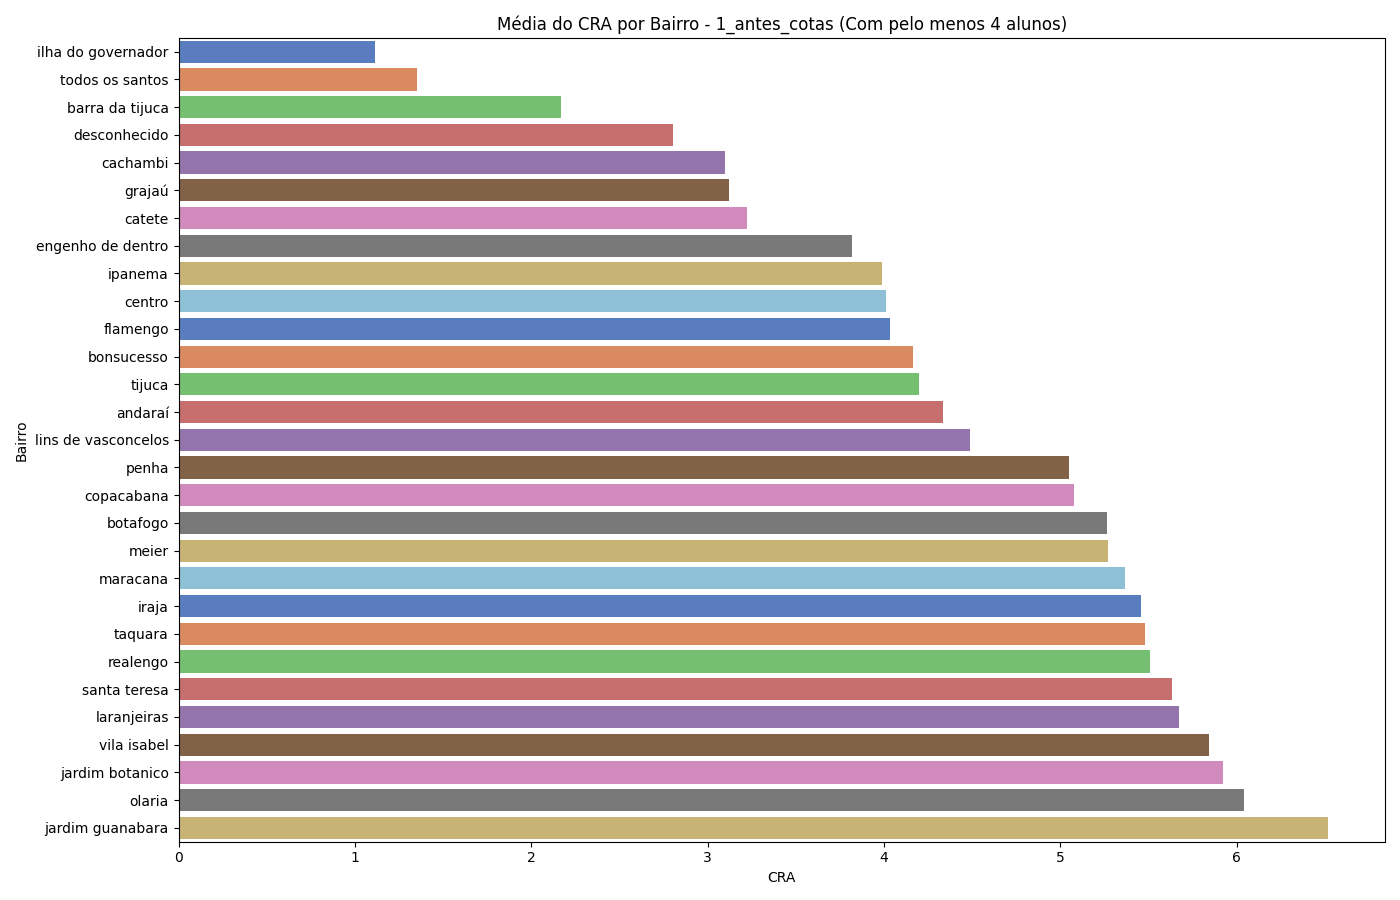 Média do CRA por Bairro - 1_antes_cotas (Com pelo menos 4 alunos)
Bairro
ilha do governador
todos os santos
barra da tijuca
desconhecido
cachambi
grajaú
catete
engenho de dentro
ipanema
centro
flamengo
bonsucesso
tijuca
andaraí
lins de vasconcelos
penha
copacabana
botafogo
meier
maracana
iraja
taquara
realengo
santa teresa
laranjeiras
vila isabel
jardim botanico
olaria
jardim guanabara
0 1 2 3 4 5 6
CRA